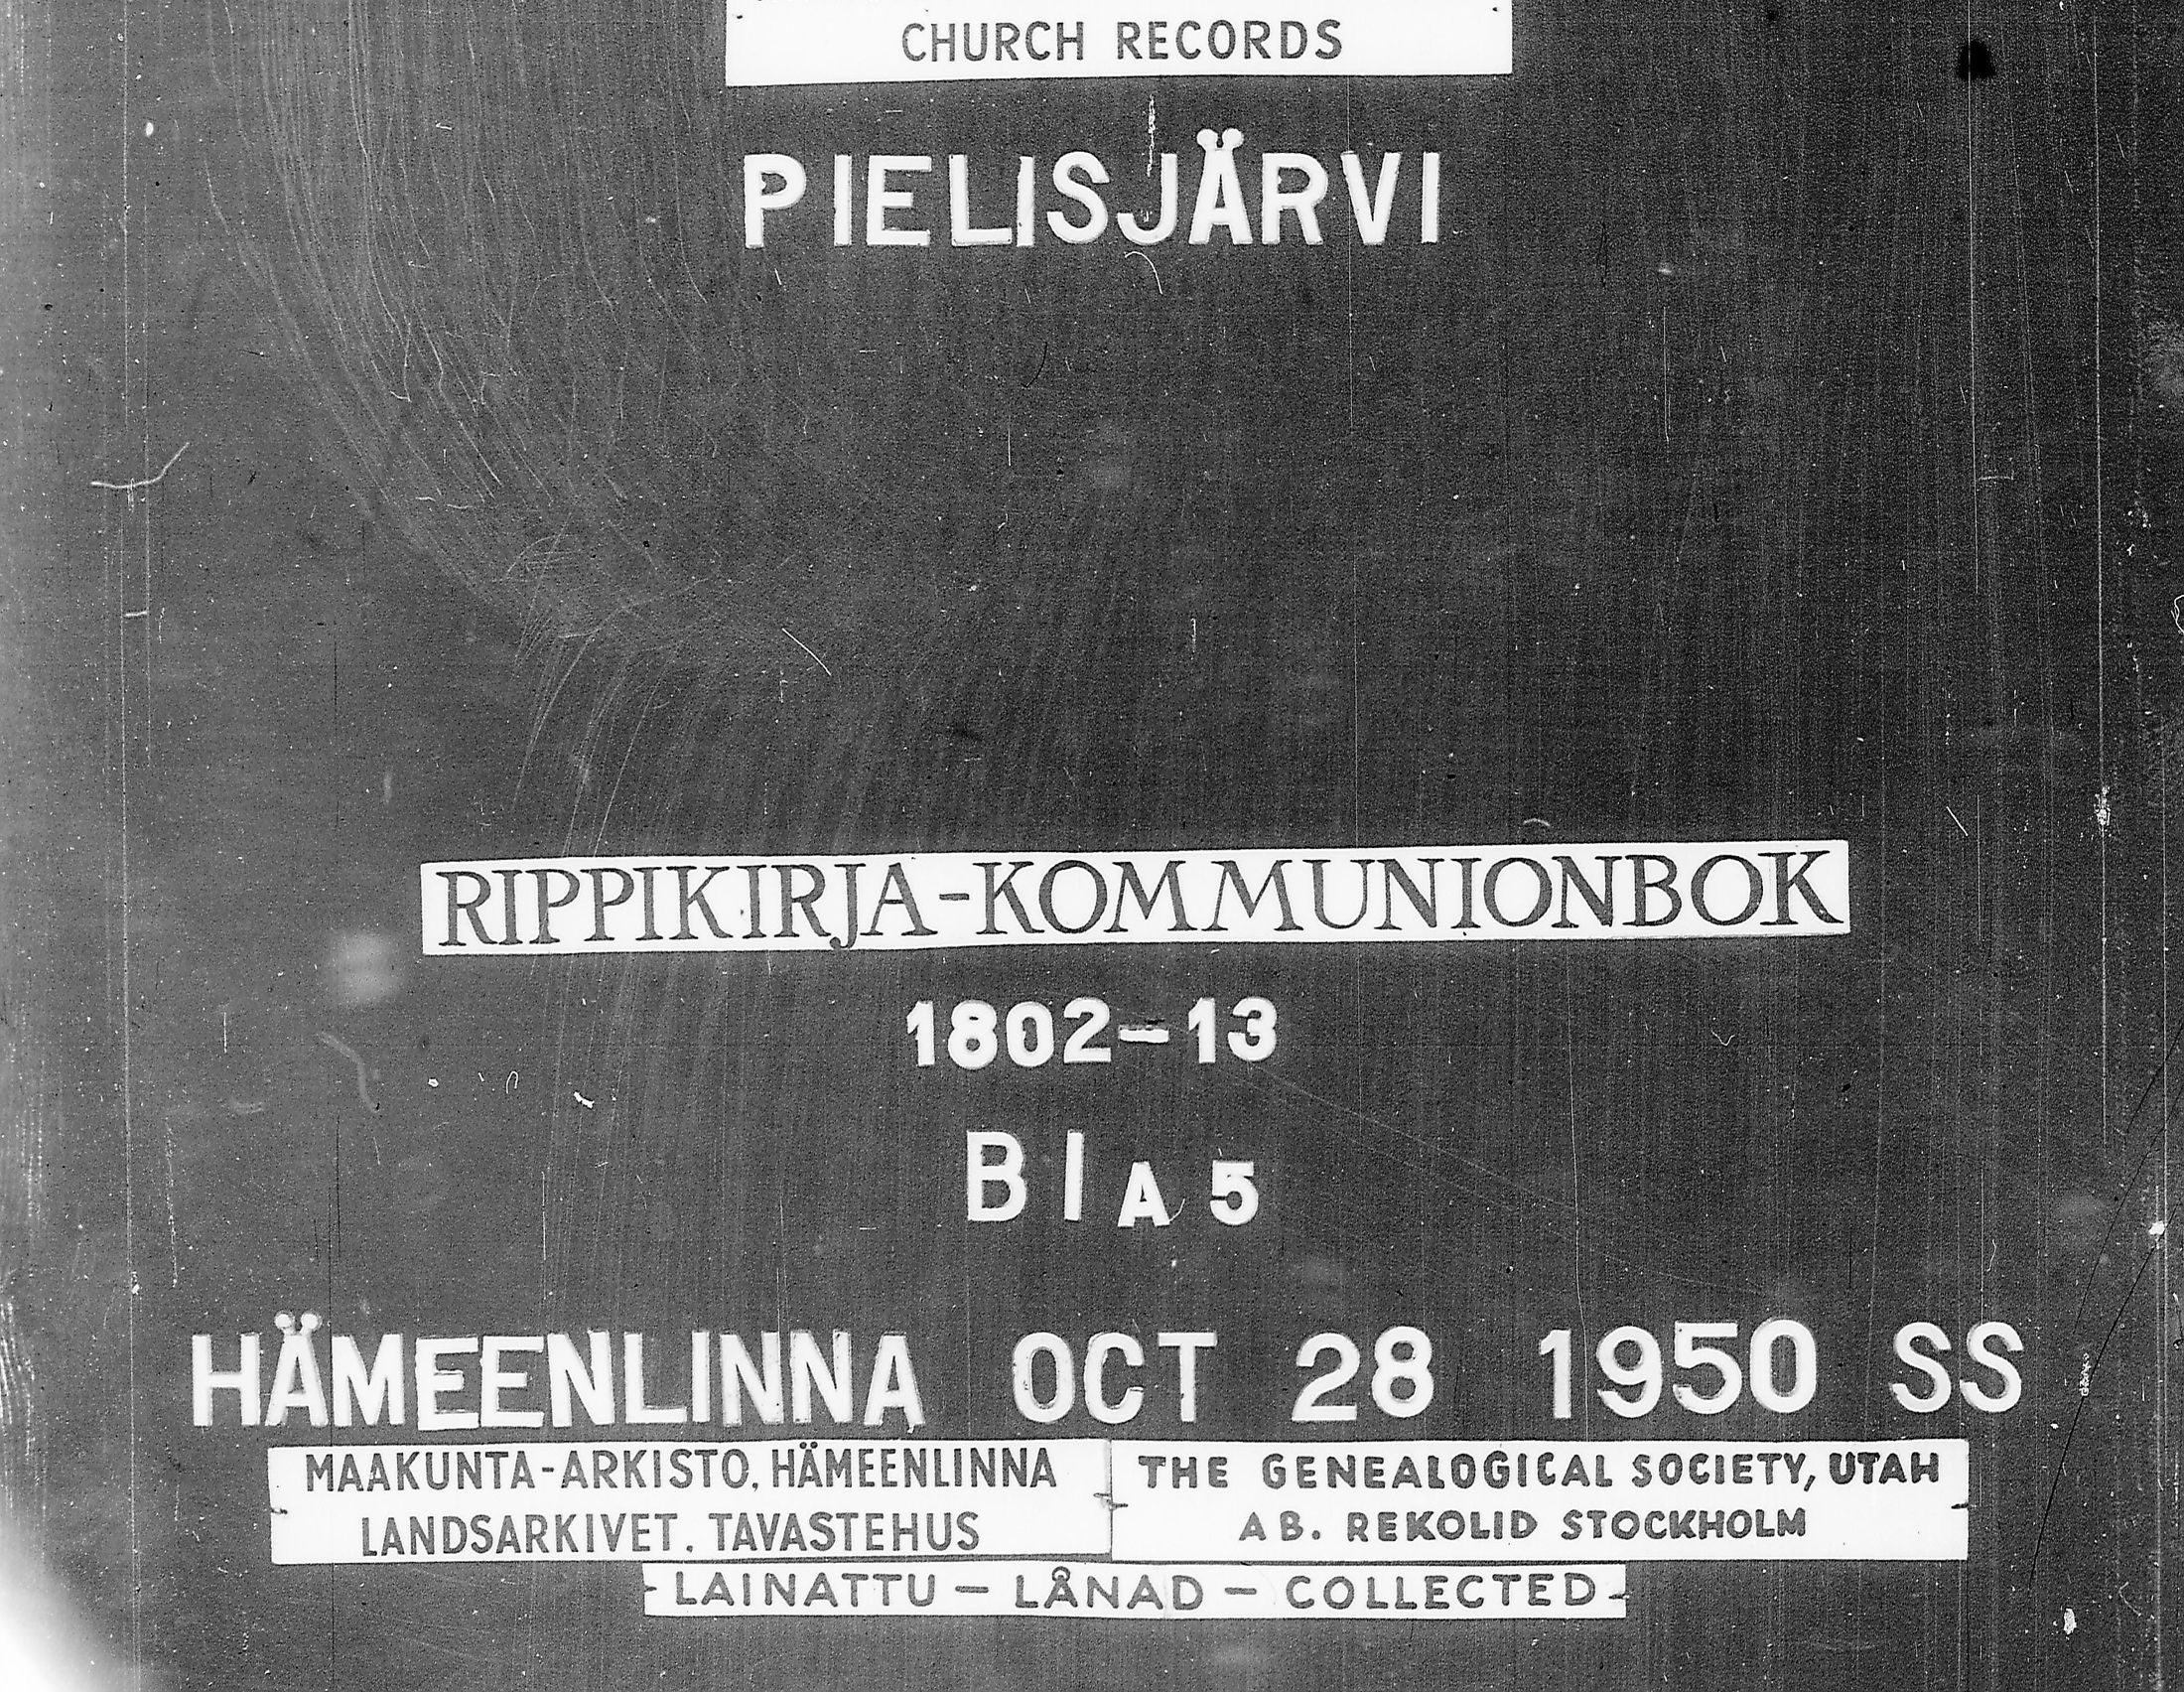 CHURCH RECORDS
PIELISJÄRVI
RIPPIKIRJA-KOMMUNIONBOK
1802-13
B I A 5
HÄMEENLINNA OCT 28 1950 SS
MAAKUNTA-ARKISTO, HÄMEENLINNA
LANDSARKIVET, TAVASTEHUS
THE GENEALOGICAL SOCIETY, UTAH
AB. REKOLID STOCKHOLM
LAINATTU - LÅNAD - COLLECTED